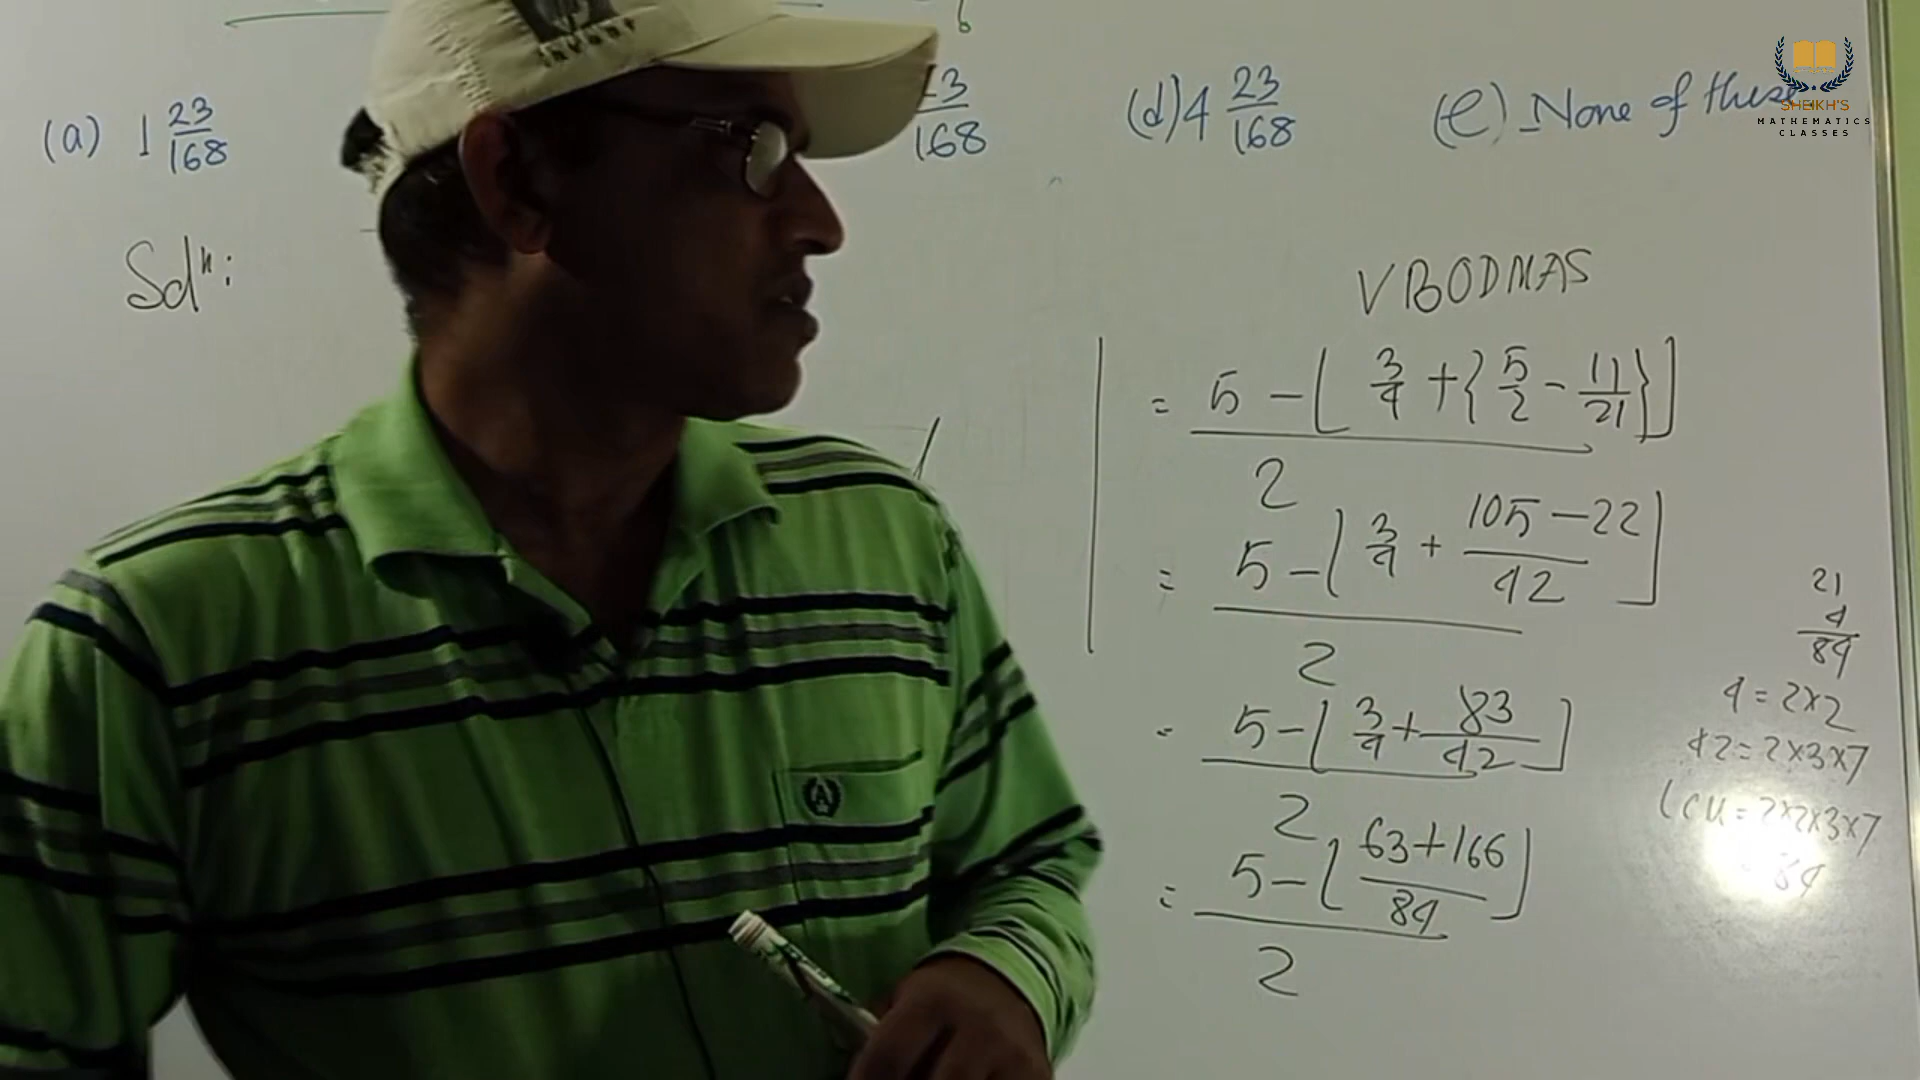 (a) 1 23/168 3/168 (d) 4 23/168 (e) None of these
SHEIKH'S
MATHEMATICS
CLASSES
Solⁿ:
VBODMAS
= 5 - [ 3/4 + { 5/2 - 11/21 } ]
2
= 5 - [ 3/4 + 105 - 22
42 ]
2
= 5 - [ 3/4 + 83/42 ]
2
= 5 - [ 63 + 166
84 ]
2
21
4
84
4 = 2×2
42 = 2×3×7
LCM = 2×2×3×7
84